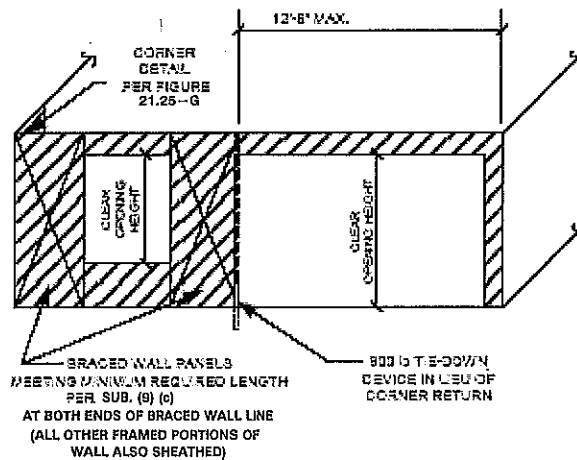 12'-6" MAX.
CORNER
DETAIL
PER FIGURE
21.25-G
CLEAR
OPENING
HEIGHT
CLEAR
OPENING HEIGHT
BRACED WALL PANELS
MEETING MINIMUM REQUIRED LENGTH
PER SUB. (9) (c)
AT BOTH ENDS OF BRACED WALL LINE
(ALL OTHER FRAMED PORTIONS OF
WALL ALSO SHEATHED)
800 lb TIE-DOWN
DEVICE IN LIEU OF
CORNER RETURN